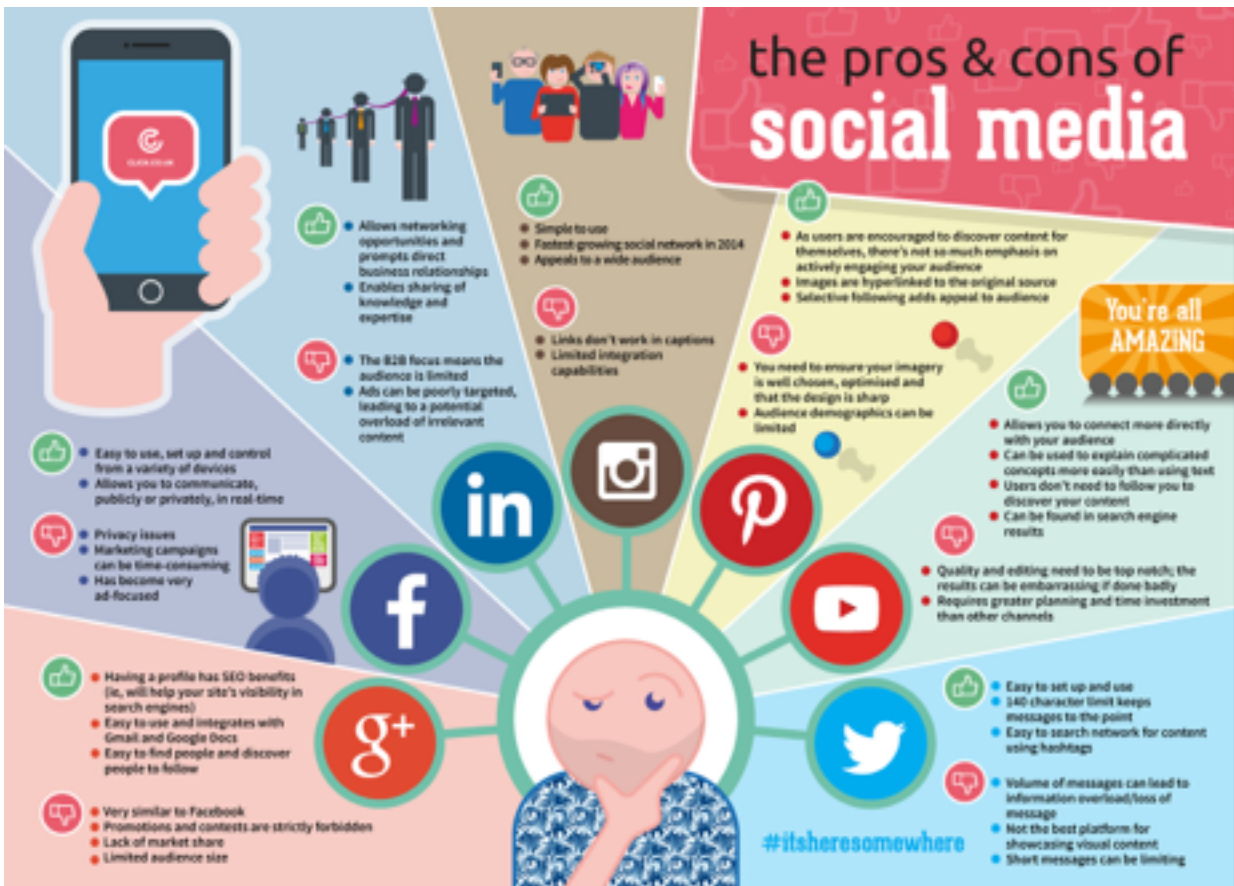 the pros & cons of
social media
CLICK.CO.UK
Allows networking
opportunities and
prompts direct
business relationships
Enables sharing of
knowledge and
expertise
The B2B focus means the
audience is limited
Ads can be poorly targeted,
leading to a potential
overload of irrelevant
content
in
Simple to use
Fastest-growing social network in 2014
Appeals to a wide audience
Links don't work in captions
Limited integration
capabilities
As users are encouraged to discover content for
themselves, there's not so much emphasis on
actively engaging your audience
Images are hyperlinked to the original source
Selective following adds appeal to audience
You need to ensure your imagery
is well chosen, optimised and
that the design is sharp
Audience demographics can be
limited
You're all
AMAZING
Allows you to connect more directly
with your audience
Can be used to explain complicated
concepts more easily than using text
Users don't need to follow you to
discover your content
Can be found in search engine
results
Quality and editing need to be top notch; the
results can be embarrassing if done badly
Requires greater planning and time investment
than other channels
Easy to use, set up and control
from a variety of devices
Allows you to communicate,
publicly or privately, in real-time
Privacy issues
Marketing campaigns
can be time-consuming
Has become very
ad-focused
f
Having a profile has SEO benefits
(ie, will help your site's visibility in
search engines)
Easy to use and integrates with
Gmail and Google Docs
Easy to find people and discover
people to follow
Very similar to Facebook
Promotions and contests are strictly forbidden
Lack of market share
Limited audience size
g+
Easy to set up and use
140 character limit keeps
messages to the point
Easy to search network for content
using hashtags
Volume of messages can lead to
information overload/loss of
message
Not the best platform for
showcasing visual content
Short messages can be limiting
#itsheresomewhere